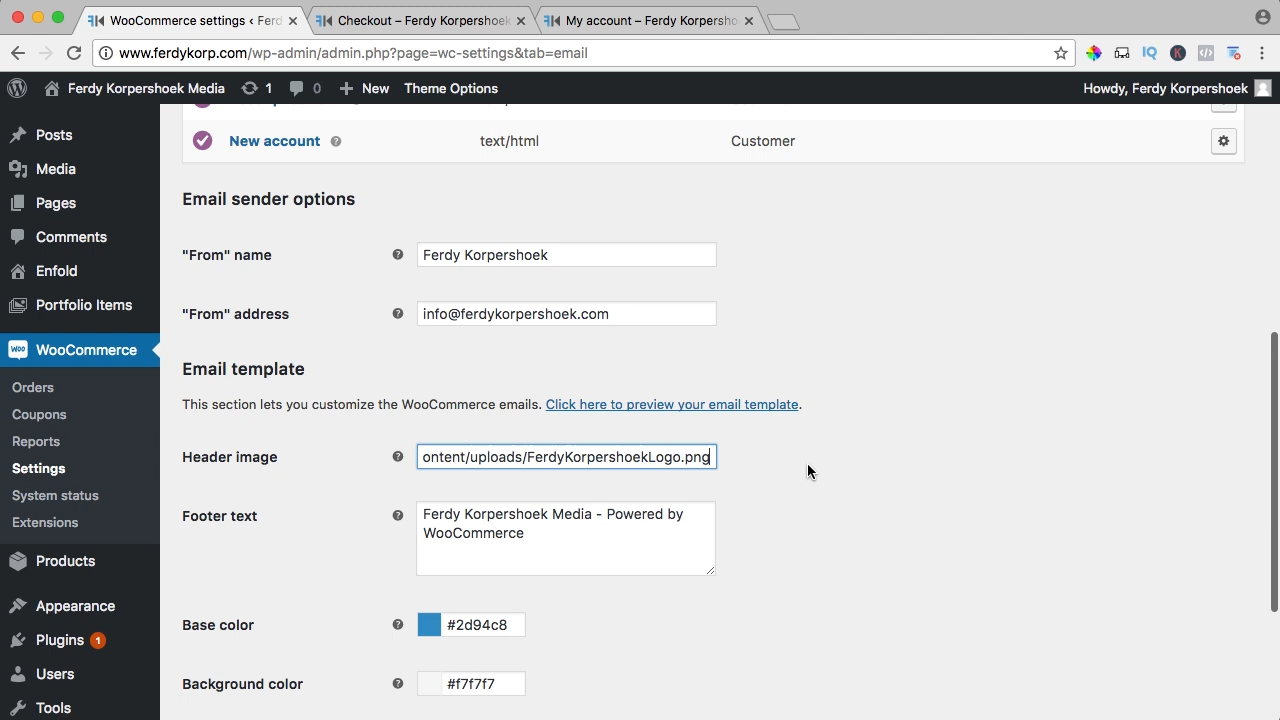 WooCommerce settings ‹ Ferd
Checkout – Ferdy Korpershoek
My account – Ferdy Korpersho
www.ferdykorp.com/wp-admin/admin.php?page=wc-settings&tab=email
Ferdy Korpershoek Media
1
0
New
Theme Options
Howdy, Ferdy Korpershoek
Posts
Media
Pages
Comments
Enfold
Portfolio Items
WooCommerce
Orders
Coupons
Reports
Settings
System status
Extensions
Products
Appearance
Plugins 1
Users
Tools
New account
text/html
Customer
Email sender options
"From" name
Ferdy Korpershoek
"From" address
info@ferdykorpershoek.com
Email template
This section lets you customize the WooCommerce emails. Click here to preview your email template.
Header image
ontent/uploads/FerdyKorpershoekLogo.png
Footer text
Ferdy Korpershoek Media - Powered by
WooCommerce
Base color
#2d94c8
Background color
#f7f7f7